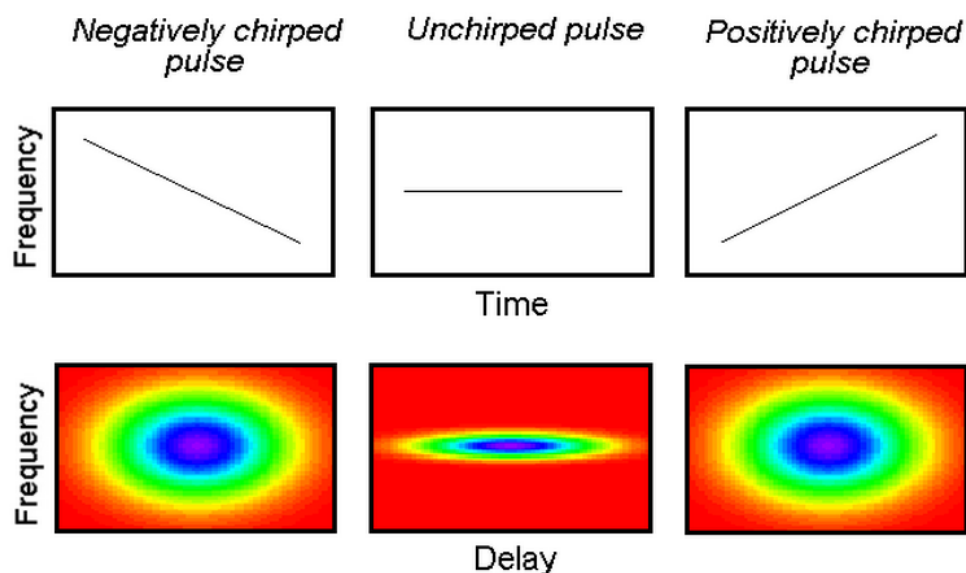 Negatively chirped
pulse
Unchirped pulse
Positively chirped
pulse
Frequency
Time
Frequency
Delay